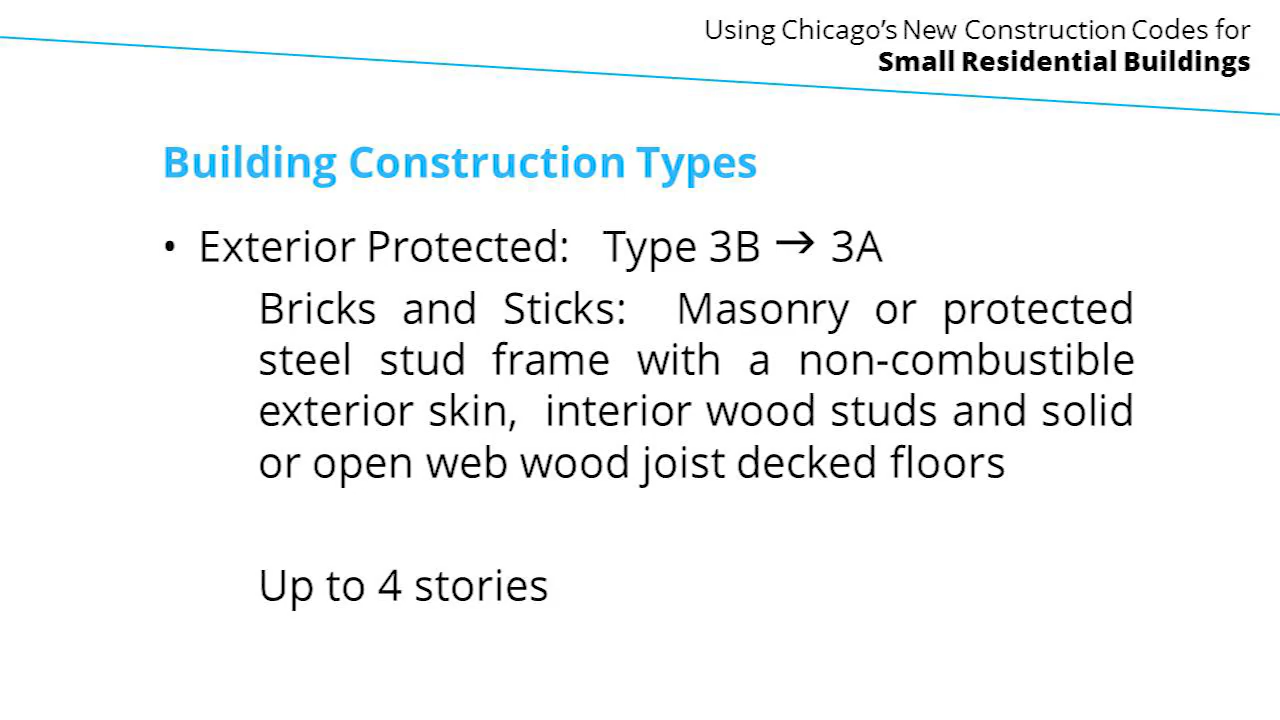 Using Chicago’s New Construction Codes for
Small Residential Buildings
Building Construction Types
• Exterior Protected: Type 3B → 3A
Bricks and Sticks: Masonry or protected
steel stud frame with a non-combustible
exterior skin, interior wood studs and solid
or open web wood joist decked floors
Up to 4 stories